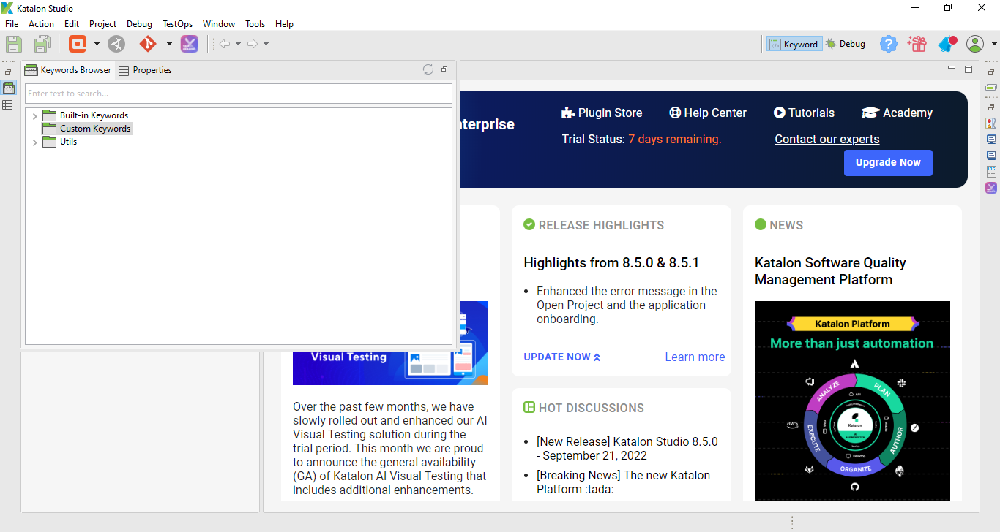 Katalon Studio
File Action Edit Project Debug TestOps Window Tools Help
Keyword Debug
Keywords Browser Properties
Enter text to search...
Built-in Keywords
Custom Keywords
Utils
terprise
Plugin Store Help Center Tutorials Academy
Trial Status: 7 days remaining. Contact our experts
Upgrade Now
Visual Testing
Over the past few months, we have
slowly rolled out and enhanced our AI
Visual Testing solution during the
trial period. This month we are proud
to announce the general availability
(GA) of Katalon AI Visual Testing that
includes additional enhancements.
RELEASE HIGHLIGHTS
Highlights from 8.5.0 & 8.5.1
• Enhanced the error message in the
Open Project and the application
onboarding.
UPDATE NOW Learn more
HOT DISCUSSIONS
• [New Release] Katalon Studio 8.5.0
- September 21, 2022
• [Breaking News] The new Katalon
Platform :tada:
NEWS
Katalon Software Quality
Management Platform
Katalon Platform
More than just automation
ANALYZE
PLAN
API
aws
EXECUTE
Katalon
AUTHOR
Desktop
ORGANIZE